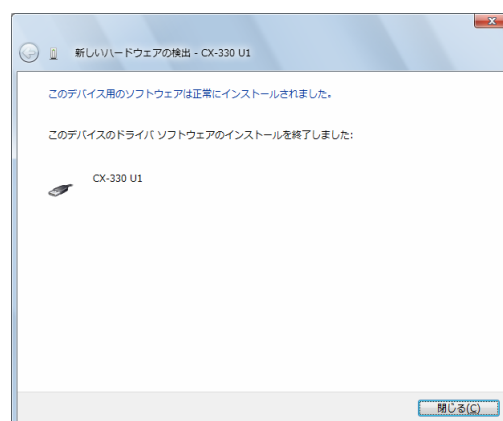 新しいハードウェアの検出 - CX-330 U1
このデバイス用のソフトウェアは正常にインストールされました。
このデバイスのドライバ ソフトウェアのインストールを終了しました:
CX-330 U1
閉じる(C)